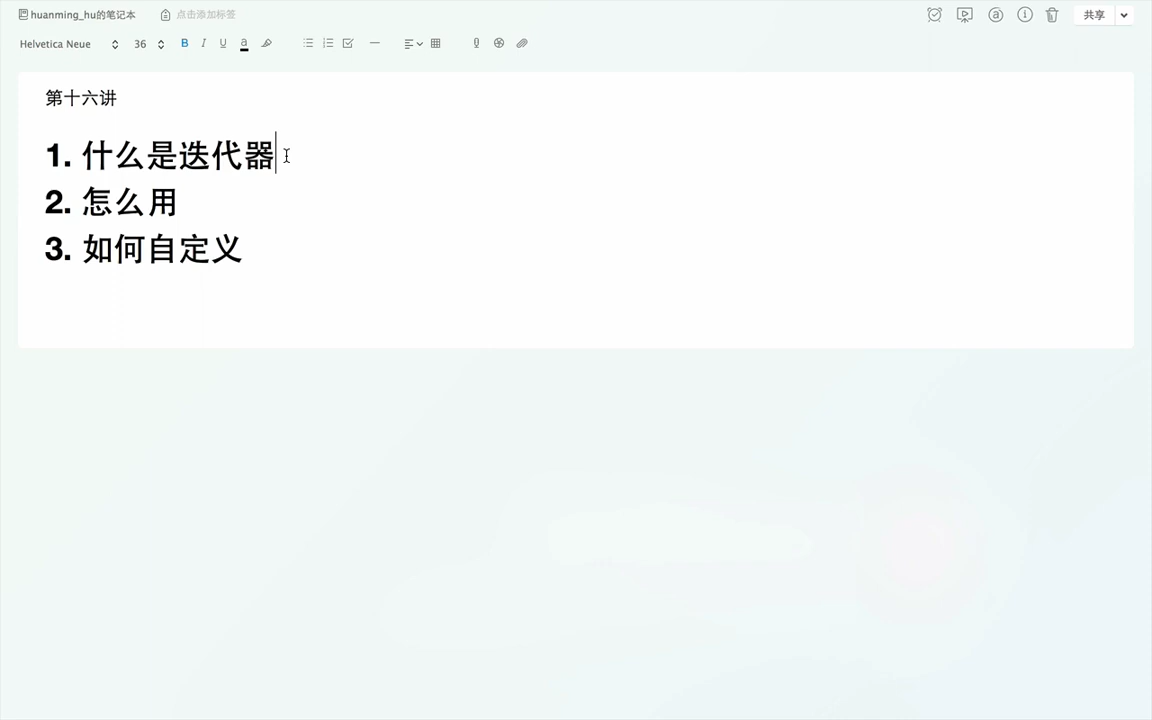 huanming_hu的笔记本 点击添加标签 共享
Helvetica Neue 36 B I U a
第十六讲
1. 什么是迭代器
2. 怎么用
3. 如何自定义